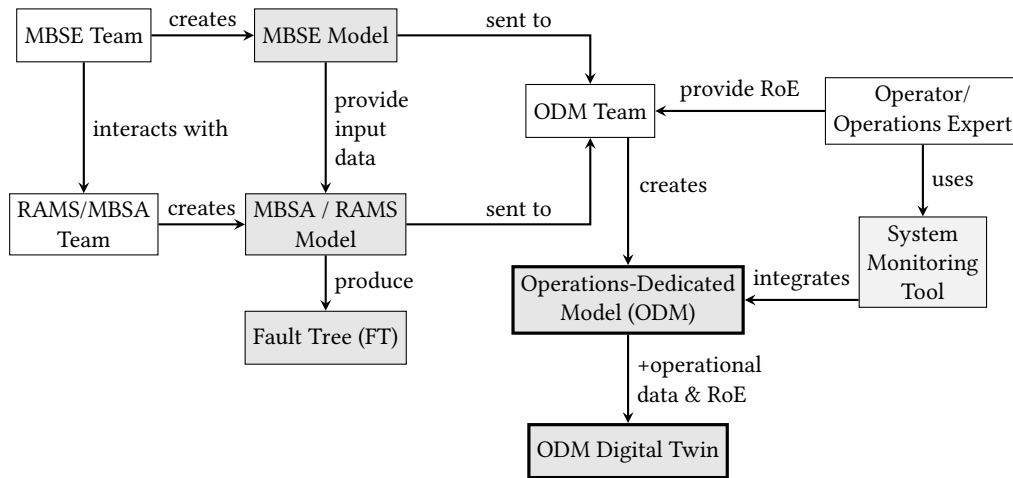 MBSE Team
creates
MBSE Model
sent to
interacts with
provide
input
data
ODM Team
provide RoE
Operator/
Operations Expert
RAMS/MBSA
Team
creates
MBSA / RAMS
Model
sent to
creates
uses
System
Monitoring
Tool
produce
Fault Tree (FT)
Operations-Dedicated
Model (ODM)
integrates
+operational
data & RoE
ODM Digital Twin